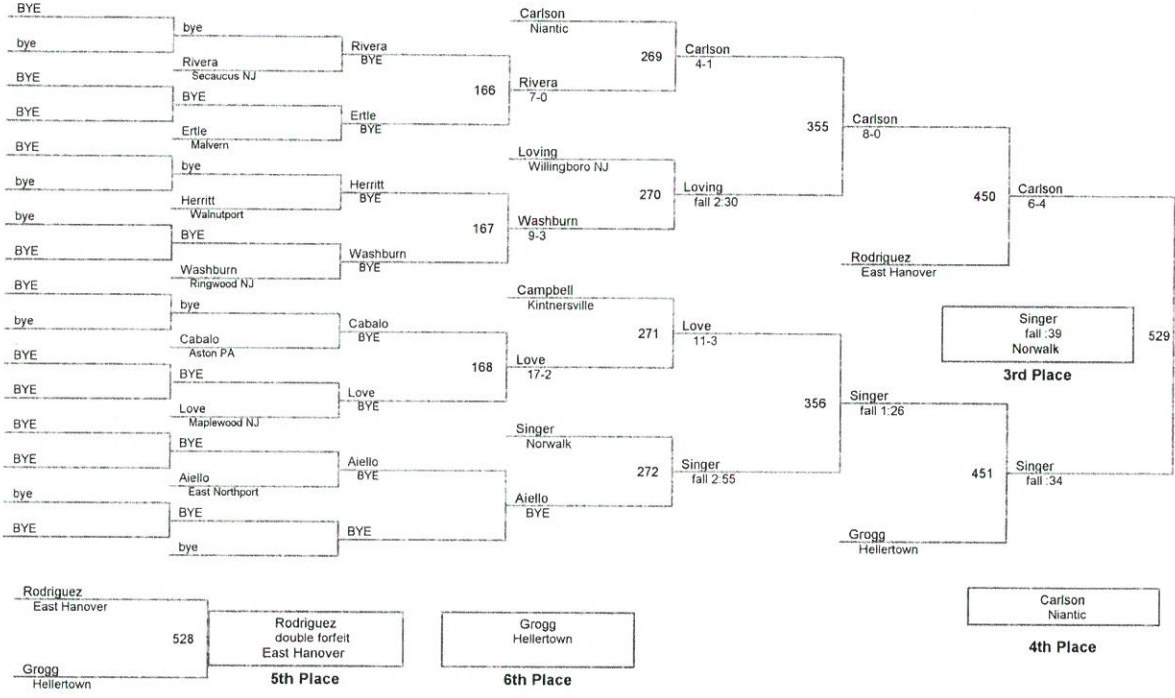 BYE
bye
BYE
BYE
BYE
bye
bye
BYE
BYE
bye
BYE
BYE
BYE
BYE
bye
BYE
bye
Rivera
Secaucus NJ
BYE
Ertle
Malvern
bye
Herritt
Walnutport
BYE
Washburn
Ringwood NJ
bye
Cabalo
Aston PA
BYE
Love
Maplewood NJ
BYE
Aiello
East Northport
BYE
bye
Rivera
BYE
166
Ertle
BYE
Herritt
BYE
167
Washburn
BYE
Cabalo
BYE
168
Love
BYE
Aiello
BYE
BYE
Carlson
Niantic
269
Rivera
7-0
Loving
Willingboro NJ
270
Washburn
9-3
Campbell
Kintnersville
271
Love
17-2
Singer
Norwalk
272
Aiello
BYE
Carlson
4-1
355
Loving
fall 2:30
Love
11-3
356
Singer
fall 2:55
Carlson
8-0
450
Rodriguez
East Hanover
Singer
fall 1:26
451
Grogg
Hellertown
Carlson
6-4
529
Singer
fall :34
Singer
fall :39
Norwalk
3rd Place
Carlson
Niantic
4th Place
Rodriguez
East Hanover
528
Grogg
Hellertown
Rodriguez
double forfeit
East Hanover
5th Place
Grogg
Hellertown
6th Place